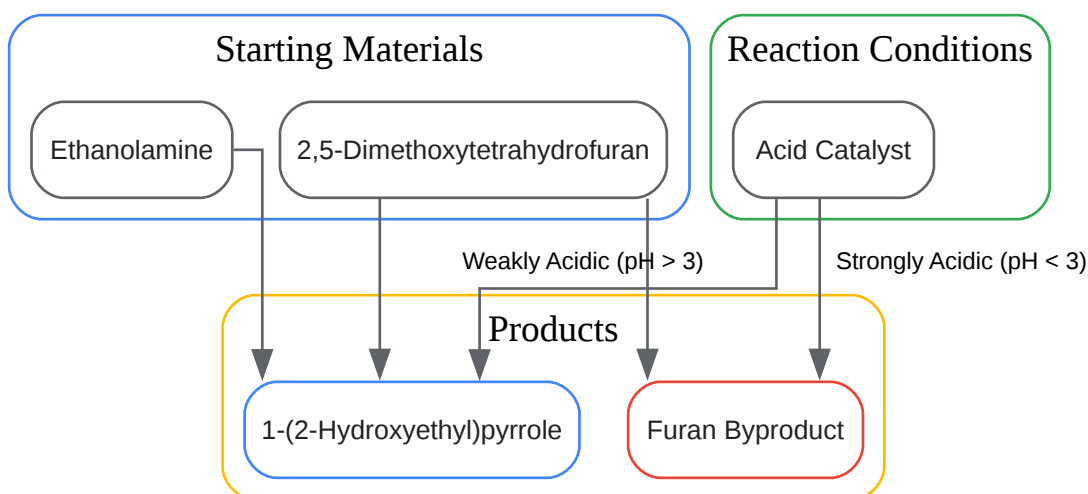 Starting Materials
Reaction Conditions
Ethanolamine
2,5-Dimethoxytetrahydrofuran
Acid Catalyst
Weakly Acidic (pH > 3)
Strongly Acidic (pH < 3)
Products
1-(2-Hydroxyethyl)pyrrole
Furan Byproduct